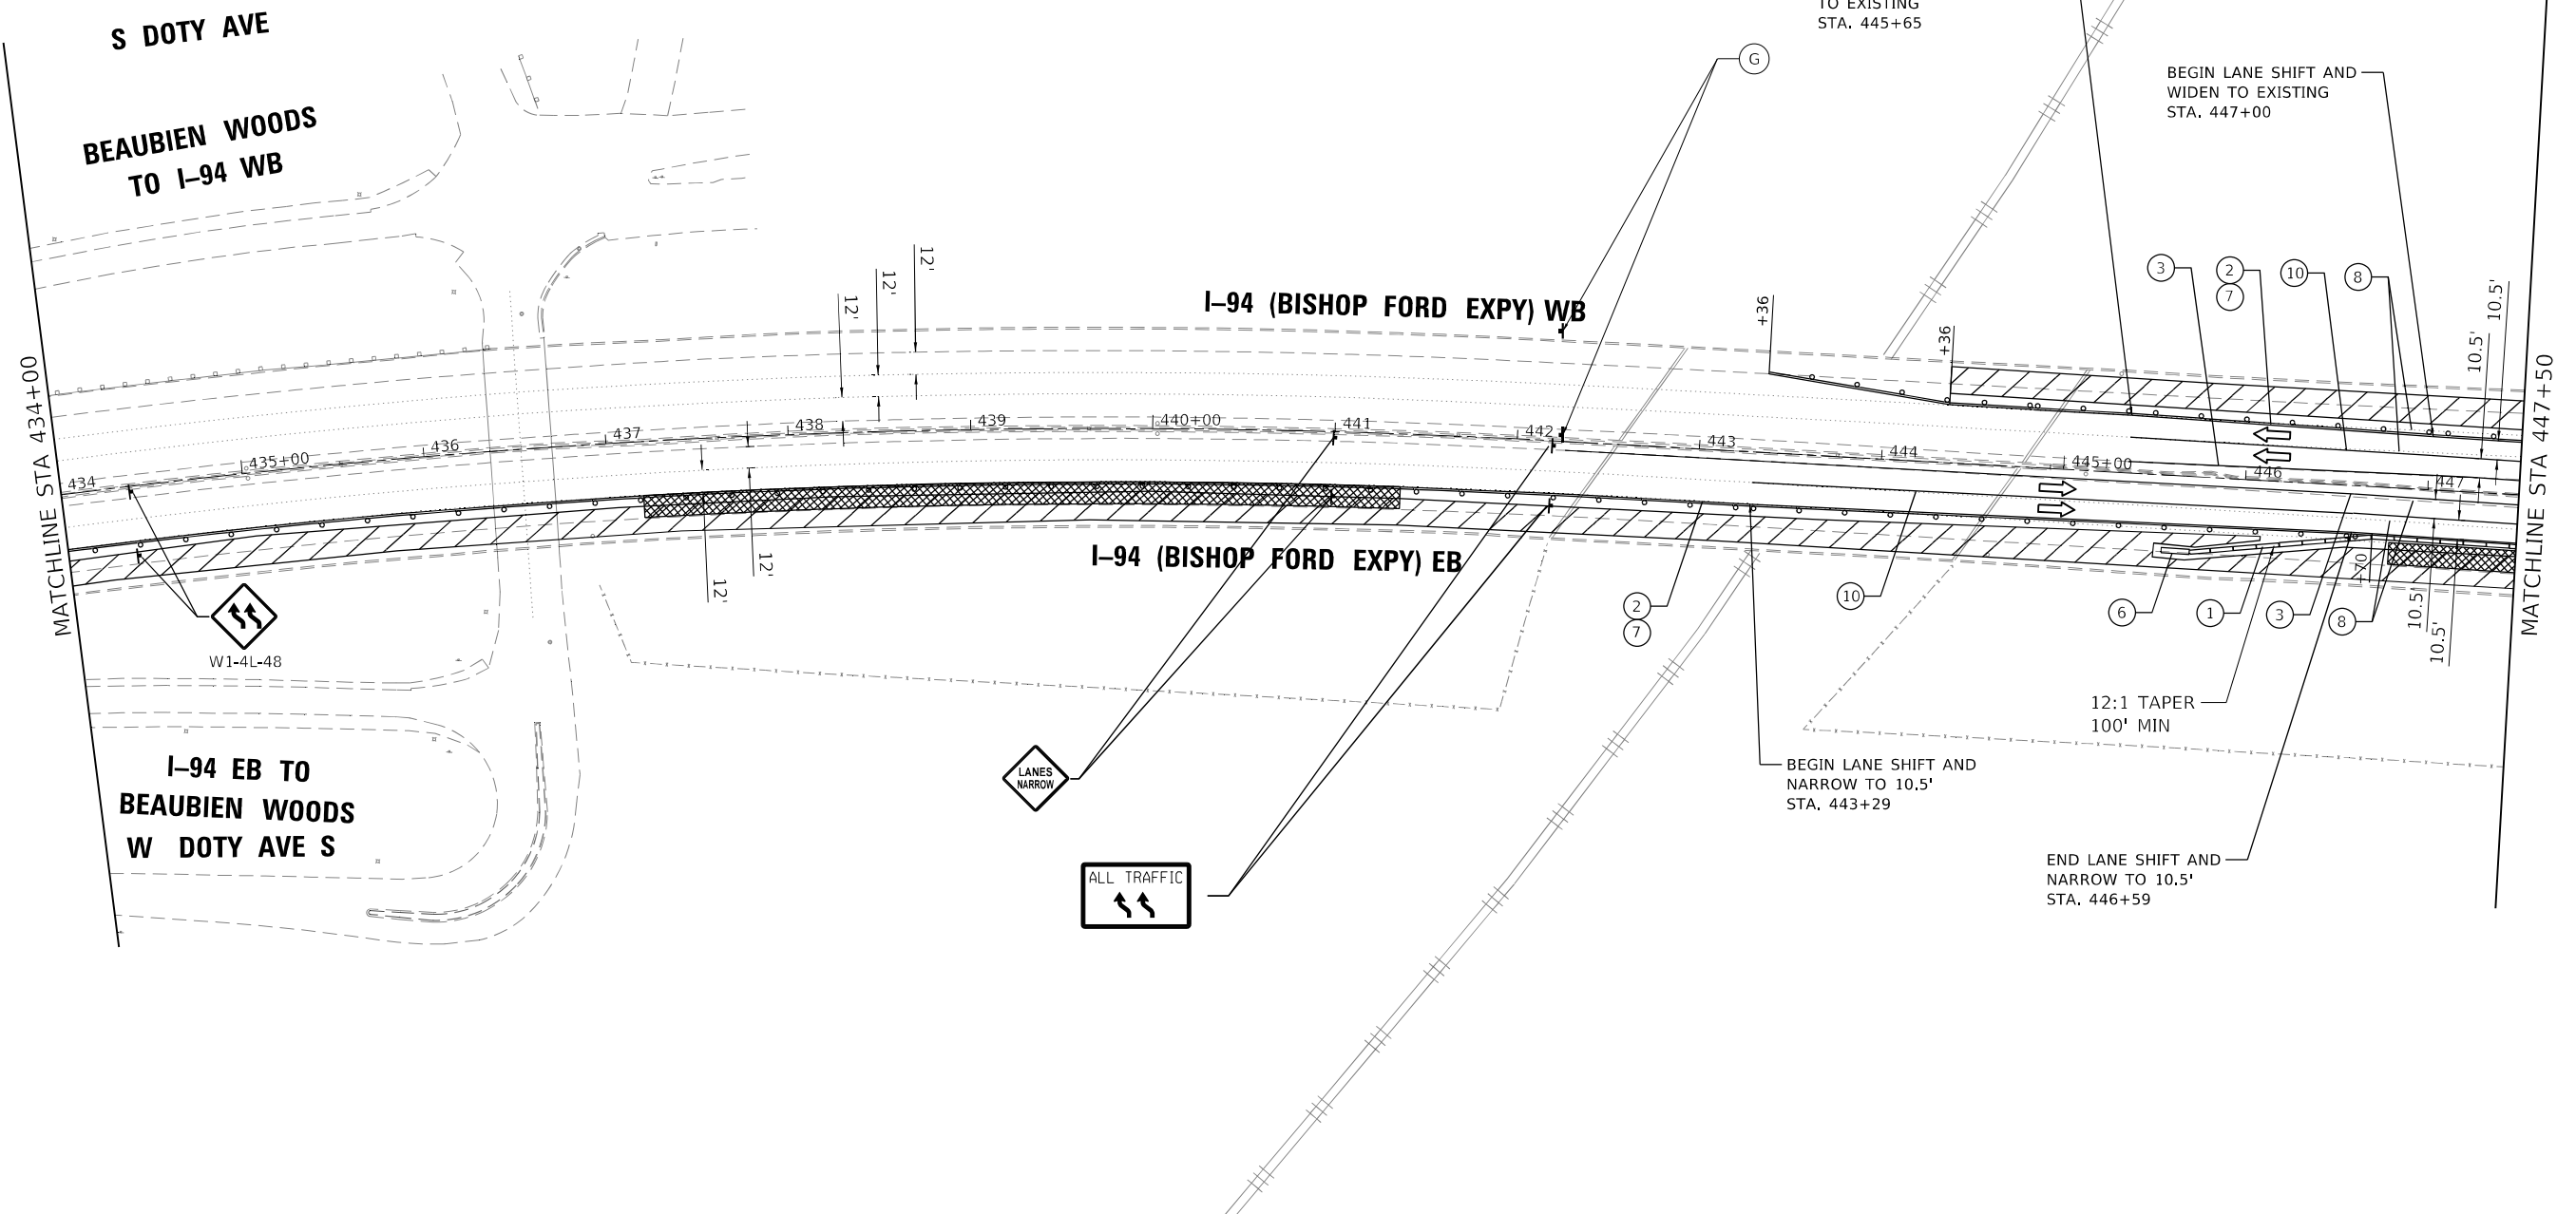 S DOTY AVE
BEAUBIEN WOODS
TO I-94 WB
TO EXISTING
STA. 445+65
G
BEGIN LANE SHIFT AND
WIDEN TO EXISTING
STA. 447+00
12'
12'
12'
I-94 (BISHOP FORD EXPY) WB
+36
+36
3
2
7
10
8
10.5'
10.5'
MATCHLINE STA 434+00
434
435+00
436
437
438
439
440+00
441
442
443
444
445+00
446
447
MATCHLINE STA 447+50
12'
12'
I-94 (BISHOP FORD EXPY) EB
W1-4L-48
2
7
10
6
1
3
8
+70
10.5'
10.5'
12:1 TAPER
100' MIN
I-94 EB TO
BEAUBIEN WOODS
W DOTY AVE S
LANES
NARROW
BEGIN LANE SHIFT AND
NARROW TO 10.5'
STA. 443+29
ALL TRAFFIC
END LANE SHIFT AND
NARROW TO 10.5'
STA. 446+59